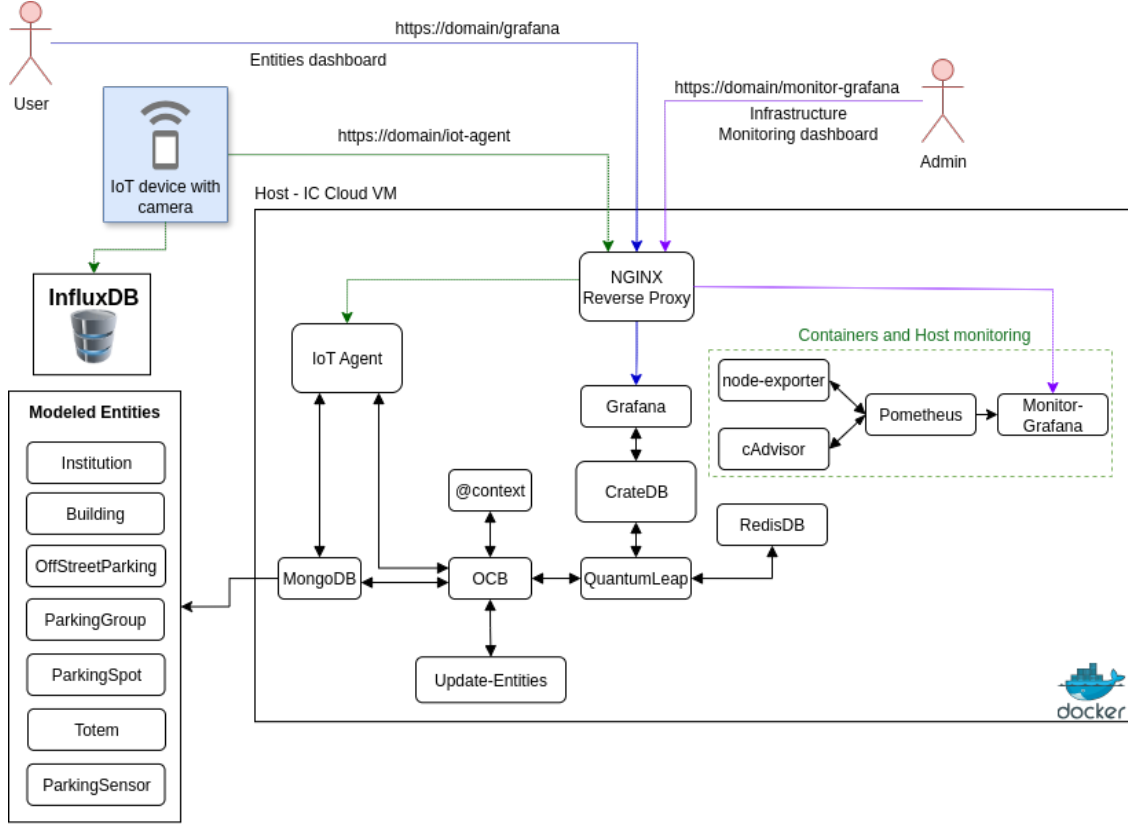 https://domain/grafana
Entities dashboard
User
https://domain/monitor-grafana
Infrastructure
Monitoring dashboard
Admin
https://domain/iot-agent
IoT device with
camera
Host - IC Cloud VM
InfluxDB
NGINX
Reverse Proxy
IoT Agent
Containers and Host monitoring
node-exporter
Pometheus
Monitor-
Grafana
cAdvisor
Grafana
Modeled Entities
Institution
Building
OffStreetParking
ParkingGroup
ParkingSpot
Totem
ParkingSensor
@context
CrateDB
RedisDB
MongoDB
OCB
QuantumLeap
Update-Entities
docker